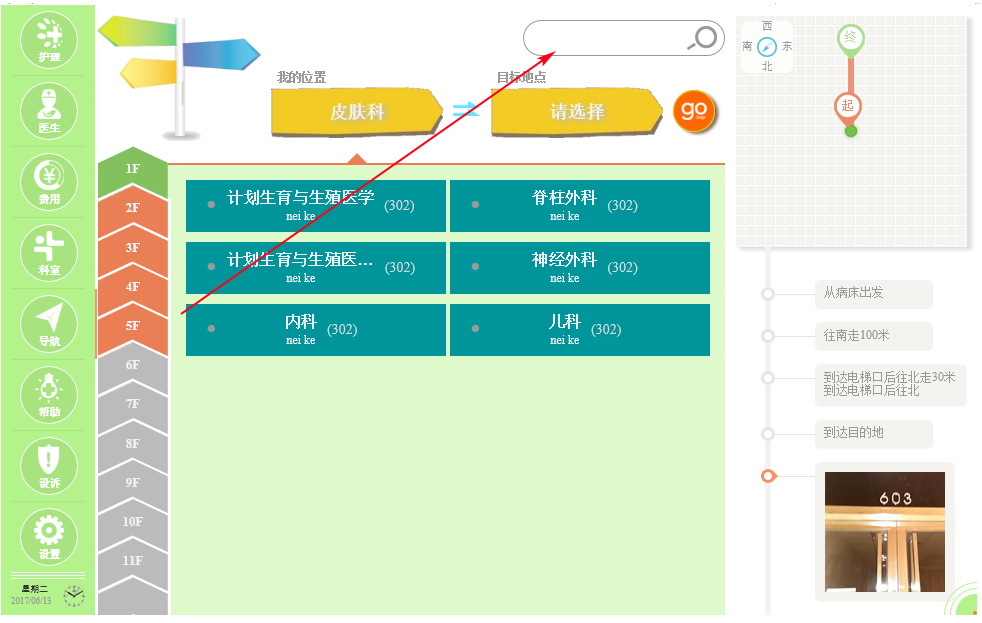 护理
医生
费用
科室
导航
帮助
投诉
设置
星期二
2017/06/13
我的位置
皮肤科
目标地点
请选择
go
1F
2F
3F
4F
5F
6F
7F
8F
9F
10F
11F
计划生育与生殖医学 (302)
nei ke
脊柱外科 (302)
nei ke
计划生育与生殖医... (302)
nei ke
神经外科 (302)
nei ke
内科 (302)
nei ke
儿科 (302)
nei ke
西
南 东
北
终
起
从病床出发
往南走100米
到达电梯口后往北走30米
到达电梯口后往北
到达目的地
603